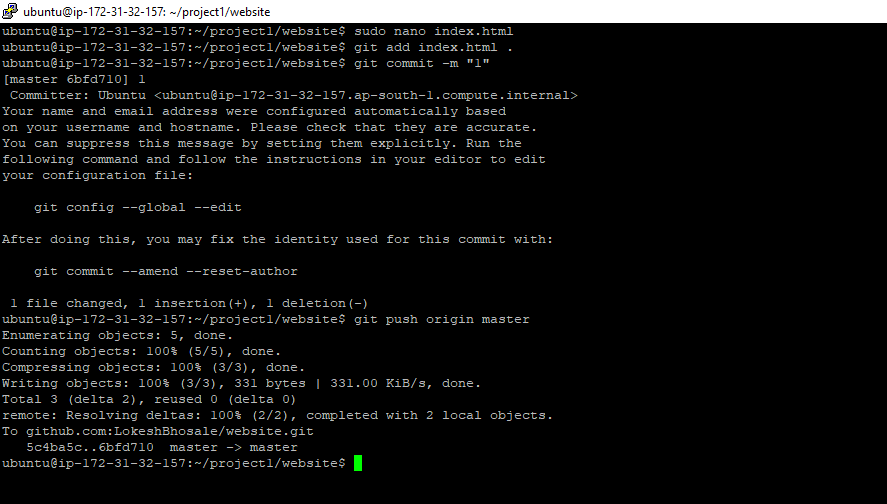 ubuntu@ip-172-31-32-157: ~/project1/website
ubuntu@ip-172-31-32-157:~/project1/website$ sudo nano index.html
ubuntu@ip-172-31-32-157:~/project1/website$ git add index.html .
ubuntu@ip-172-31-32-157:~/project1/website$ git commit -m "1"
[master 6bfd710] 1
 Committer: Ubuntu <ubuntu@ip-172-31-32-157.ap-south-1.compute.internal>
Your name and email address were configured automatically based
on your username and hostname. Please check that they are accurate.
You can suppress this message by setting them explicitly. Run the
following command and follow the instructions in your editor to edit
your configuration file:

    git config --global --edit

After doing this, you may fix the identity used for this commit with:

    git commit --amend --reset-author

 1 file changed, 1 insertion(+), 1 deletion(-)
ubuntu@ip-172-31-32-157:~/project1/website$ git push origin master
Enumerating objects: 5, done.
Counting objects: 100% (5/5), done.
Compressing objects: 100% (3/3), done.
Writing objects: 100% (3/3), 331 bytes | 331.00 KiB/s, done.
Total 3 (delta 2), reused 0 (delta 0)
remote: Resolving deltas: 100% (2/2), completed with 2 local objects.
To github.com:LokeshBhosale/website.git
   5c4ba5c..6bfd710  master -> master
ubuntu@ip-172-31-32-157:~/project1/website$